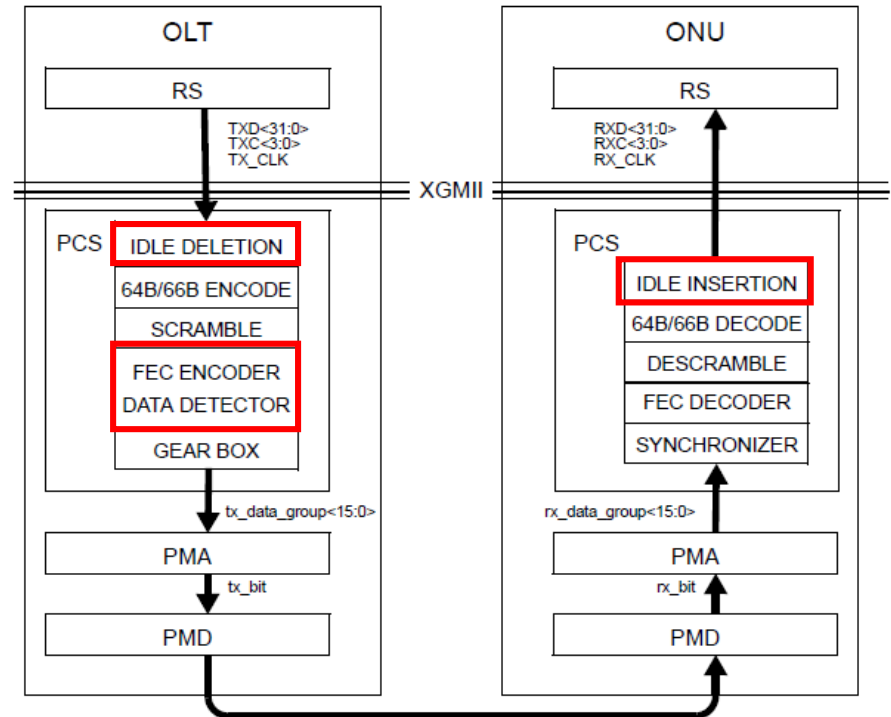 OLT
RS
TXD<31:0>
TXC<3:0>
TX_CLK
PCS
IDLE DELETION
64B/66B ENCODE
SCRAMBLE
FEC ENCODER
DATA DETECTOR
GEAR BOX
tx_data_group<15:0>
PMA
tx_bit
PMD
XGMII
ONU
RS
RXD<31:0>
RXC<3:0>
RX_CLK
PCS
IDLE INSERTION
64B/66B DECODE
DESCRAMBLE
FEC DECODER
SYNCHRONIZER
rx_data_group<15:0>
PMA
rx_bit
PMD